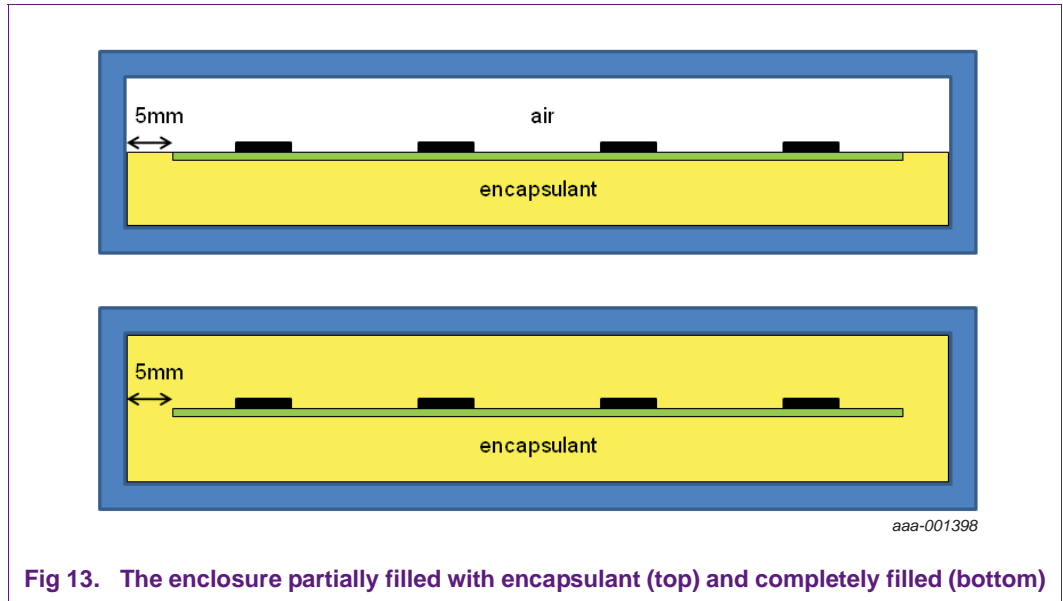 air
5mm
encapsulant
5mm
encapsulant
aaa-001398
Fig 13. The enclosure partially filled with encapsulant (top) and completely filled (bottom)